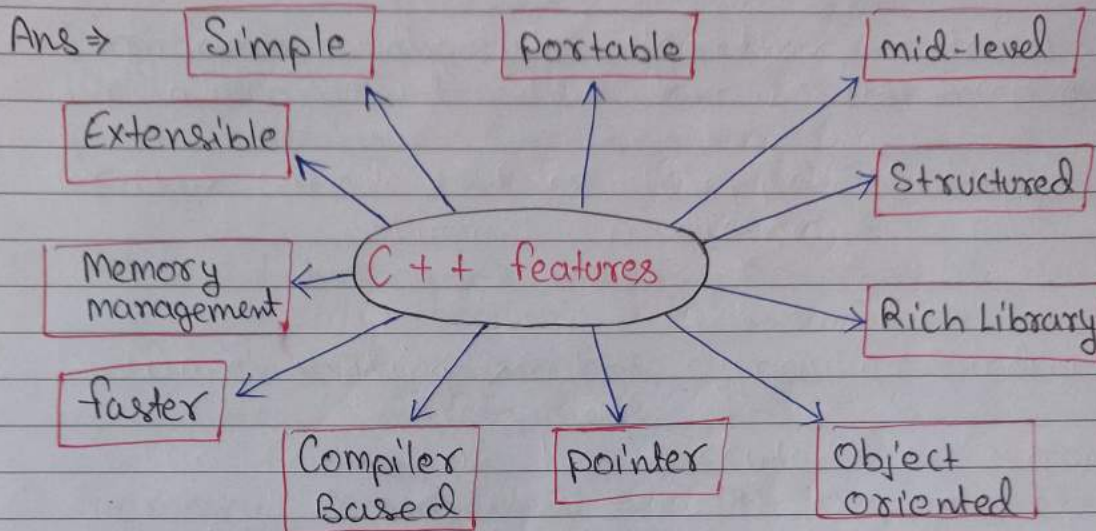 Ans ⇒
Simple
portable
mid-level
Extensible
Structured
C++ features
Memory
management
Rich Library
faster
Compiler
Based
pointer
Object
oriented